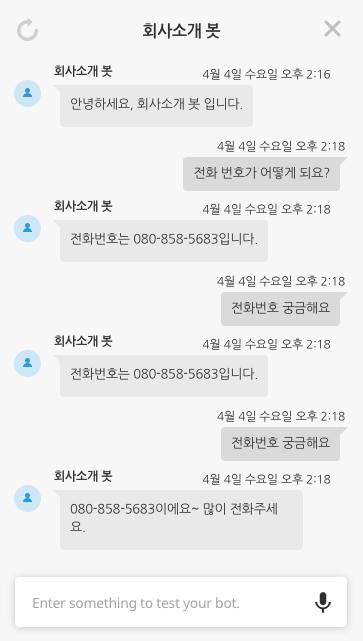 회사소개 봇
회사소개 봇 4월 4일 수요일 오후 2:16
안녕하세요, 회사소개 봇 입니다.
4월 4일 수요일 오후 2:18
전화 번호가 어떻게 되요?
회사소개 봇 4월 4일 수요일 오후 2:18
전화번호는 080-858-5683입니다.
4월 4일 수요일 오후 2:18
전화번호 궁금해요
회사소개 봇 4월 4일 수요일 오후 2:18
전화번호는 080-858-5683입니다.
4월 4일 수요일 오후 2:18
전화번호 궁금해요
회사소개 봇 4월 4일 수요일 오후 2:18
080-858-5683이에요~ 많이 전화주세
요.
Enter something to test your bot.